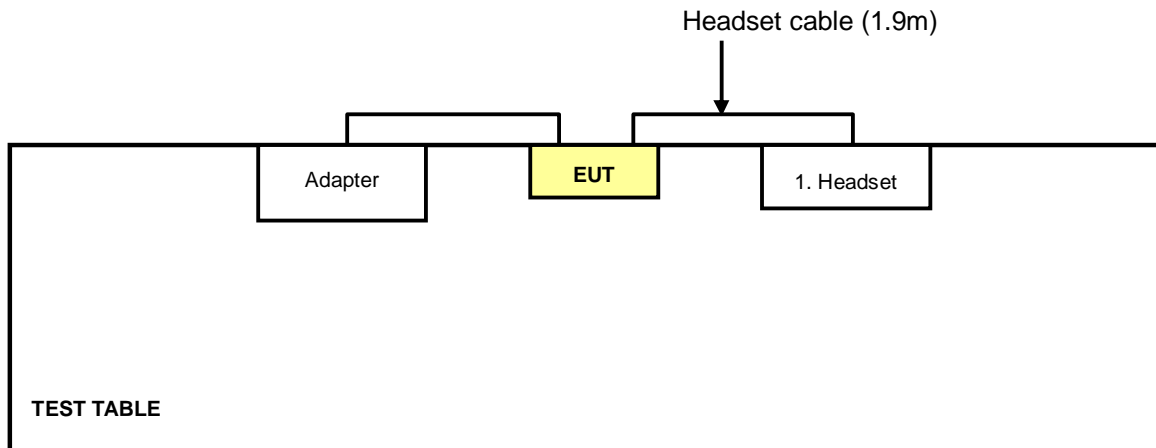 Headset cable (1.9m)
Adapter
EUT
1. Headset
TEST TABLE